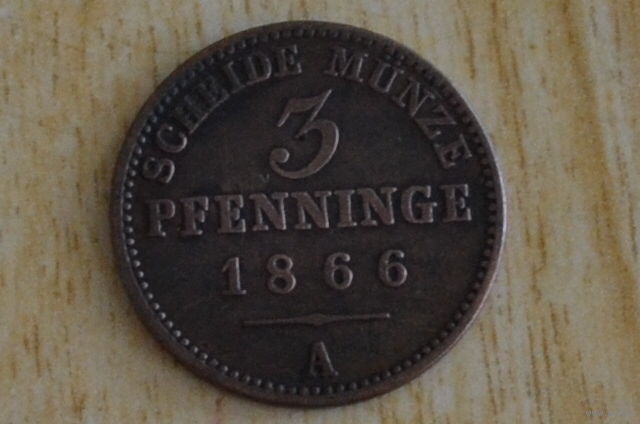 SCHEIDE MÜNZE
3
PFENNINGE
1866
A